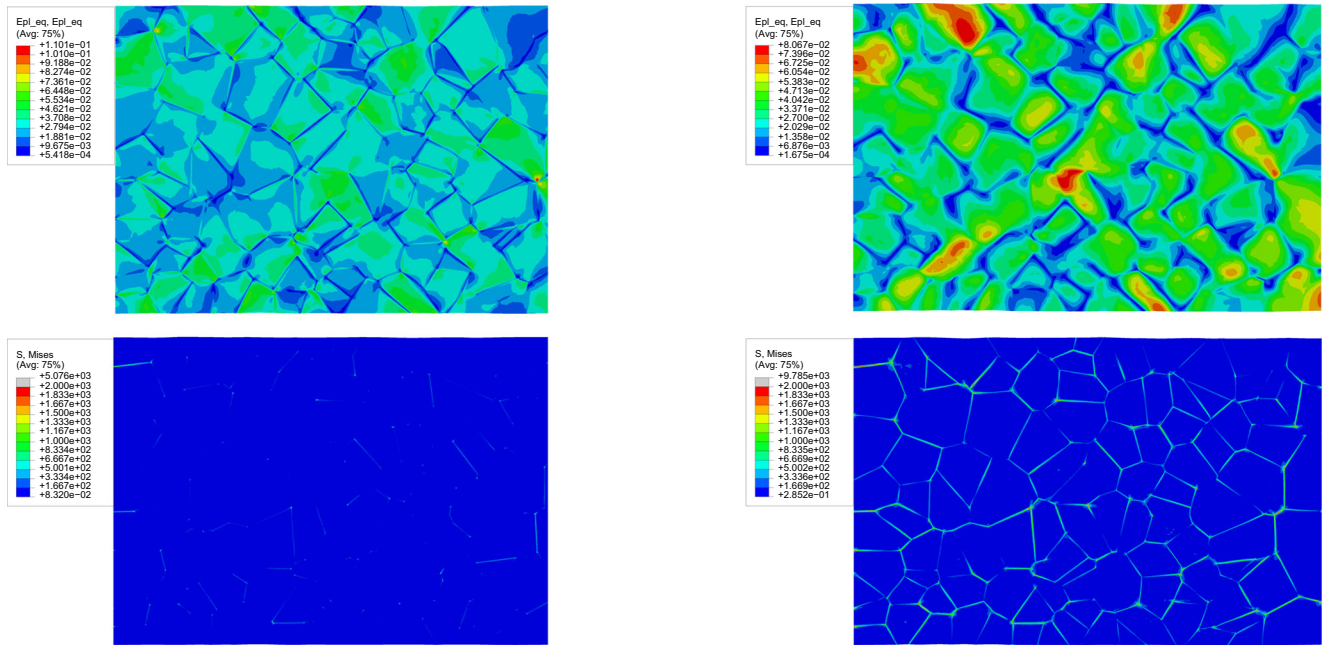 Epl_eq, Epl_eq
(Avg: 75%)
+1.101e−01
+1.010e−01
+9.188e−02
+8.274e−02
+7.361e−02
+6.448e−02
+5.534e−02
+4.621e−02
+3.708e−02
+2.794e−02
+1.881e−02
+9.675e−03
+5.418e−04
Epl_eq, Epl_eq
(Avg: 75%)
+8.067e−02
+7.396e−02
+6.725e−02
+6.054e−02
+5.383e−02
+4.713e−02
+4.042e−02
+3.371e−02
+2.700e−02
+2.029e−02
+1.358e−02
+6.876e−03
+1.675e−04
S, Mises
(Avg: 75%)
+5.076e+03
+2.000e+03
+1.833e+03
+1.667e+03
+1.500e+03
+1.333e+03
+1.167e+03
+1.000e+03
+8.334e+02
+6.667e+02
+5.001e+02
+3.334e+02
+1.667e+02
+8.320e−02
S, Mises
(Avg: 75%)
+9.785e+03
+2.000e+03
+1.833e+03
+1.667e+03
+1.500e+03
+1.333e+03
+1.167e+03
+1.000e+03
+8.335e+02
+6.669e+02
+5.002e+02
+3.336e+02
+1.669e+02
+2.852e−01